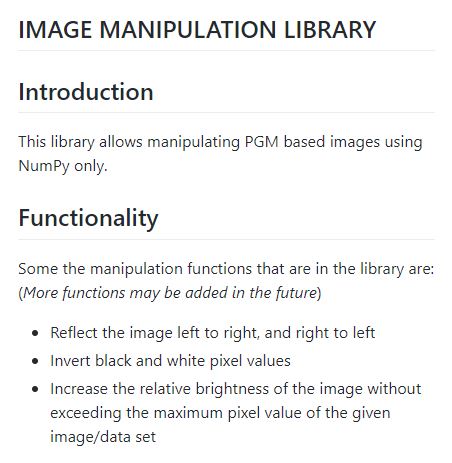 IMAGE MANIPULATION LIBRARY
Introduction
This library allows manipulating PGM based images using
NumPy only.
Functionality
Some the manipulation functions that are in the library are:
(More functions may be added in the future)
• Reflect the image left to right, and right to left
• Invert black and white pixel values
• Increase the relative brightness of the image without
exceeding the maximum pixel value of the given
image/data set